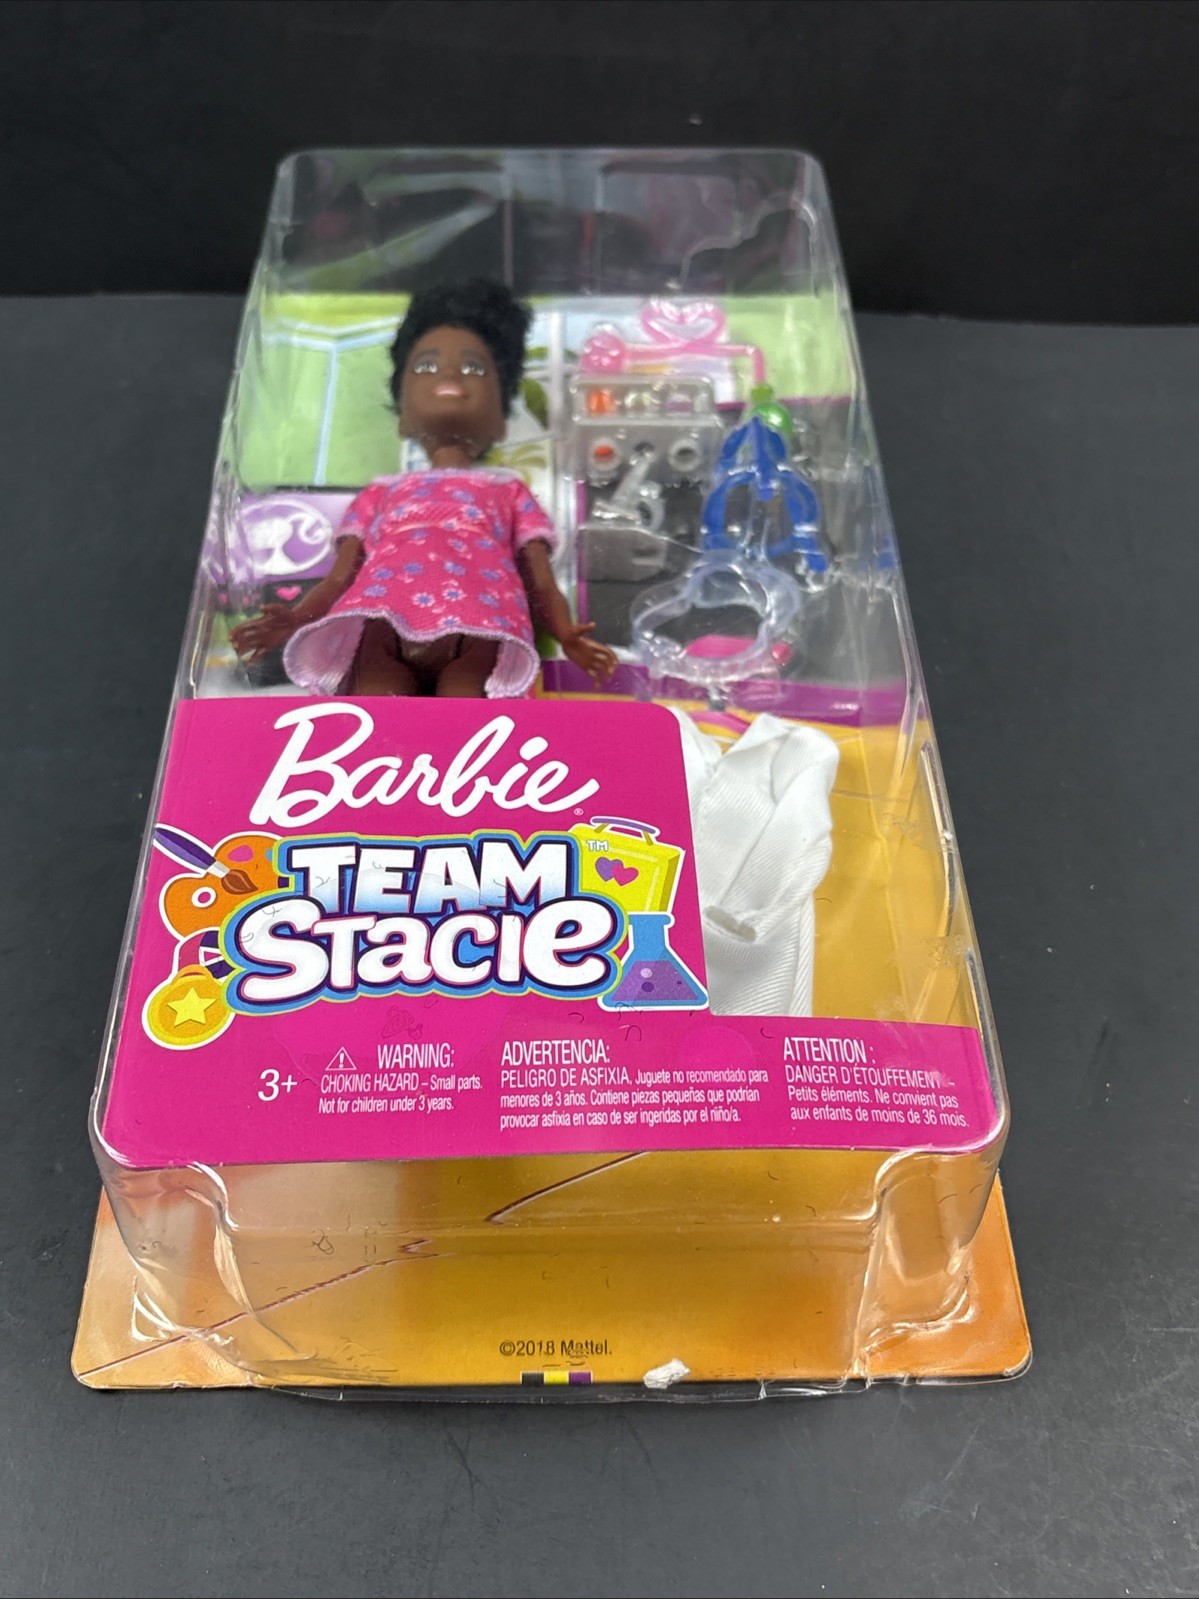 Barbie®
TEAM™
Stacie
3+
⚠ WARNING:
CHOKING HAZARD – Small parts.
Not for children under 3 years.
ADVERTENCIA:
PELIGRO DE ASFIXIA. Juguete no recomendado para
menores de 3 años. Contiene piezas pequeñas que podrían
provocar asfixia en caso de ser ingeridas por el niño/a.
ATTENTION :
DANGER D'ÉTOUFFEMENT –
Petits éléments. Ne convient pas
aux enfants de moins de 36 mois.
©2018 Mattel.